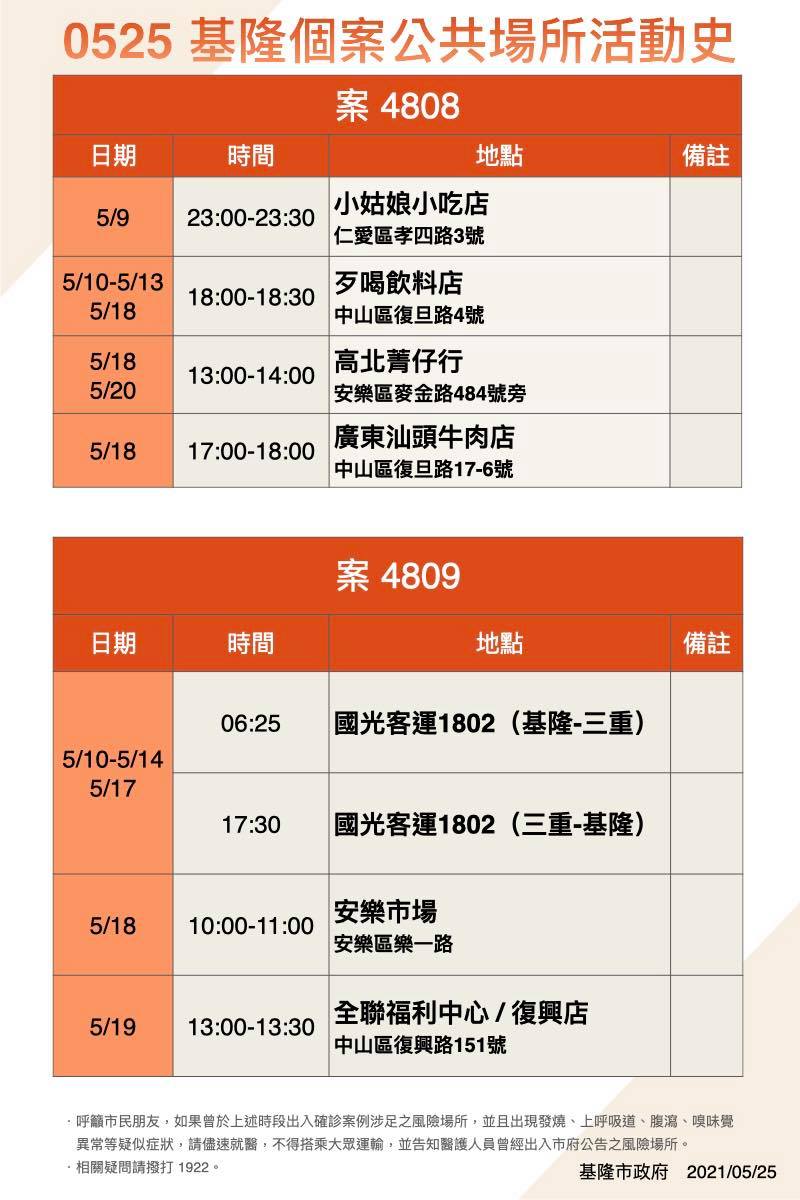 0525 基隆個案公共場所活動史
案 4808
日期 時間 地點 備註
5/9 23:00-23:30 小姑娘小吃店
仁愛區孝四路3號
5/10-5/13
5/18
18:00-18:30
歹喝飲料店
中山區復旦路4號
5/18
5/20
13:00-14:00
高北菁仔行
安樂區麥金路484號旁
5/18 17:00-18:00 廣東汕頭牛肉店
中山區復旦路17-6號
案 4809
日期 時間 地點 備註
5/10-5/14
5/17
06:25 國光客運1802（基隆-三重）
17:30 國光客運1802（三重-基隆）
5/18 10:00-11:00 安樂市場
安樂區樂一路
5/19 13:00-13:30 全聯福利中心 / 復興店
中山區復興路151號
· 呼籲市民朋友，如果曾於上述時段出入確診案例涉足之風險場所，並且出現發燒、上呼吸道、腹瀉、嗅味覺
異常等疑似症狀，請儘速就醫，不得搭乘大眾運輸，並告知醫護人員曾經出入市府公告之風險場所。
· 相關疑問請撥打 1922。
基隆市政府 2021/05/25